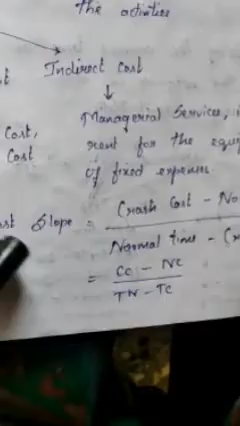 the activities
Indirect Cost
↓
Managerial Services,
Cost, rent for the equ
Cost of fixed expenses.
Slope = Crash Cost - No
Normal time - Cr
= CC - NC
TN - TC